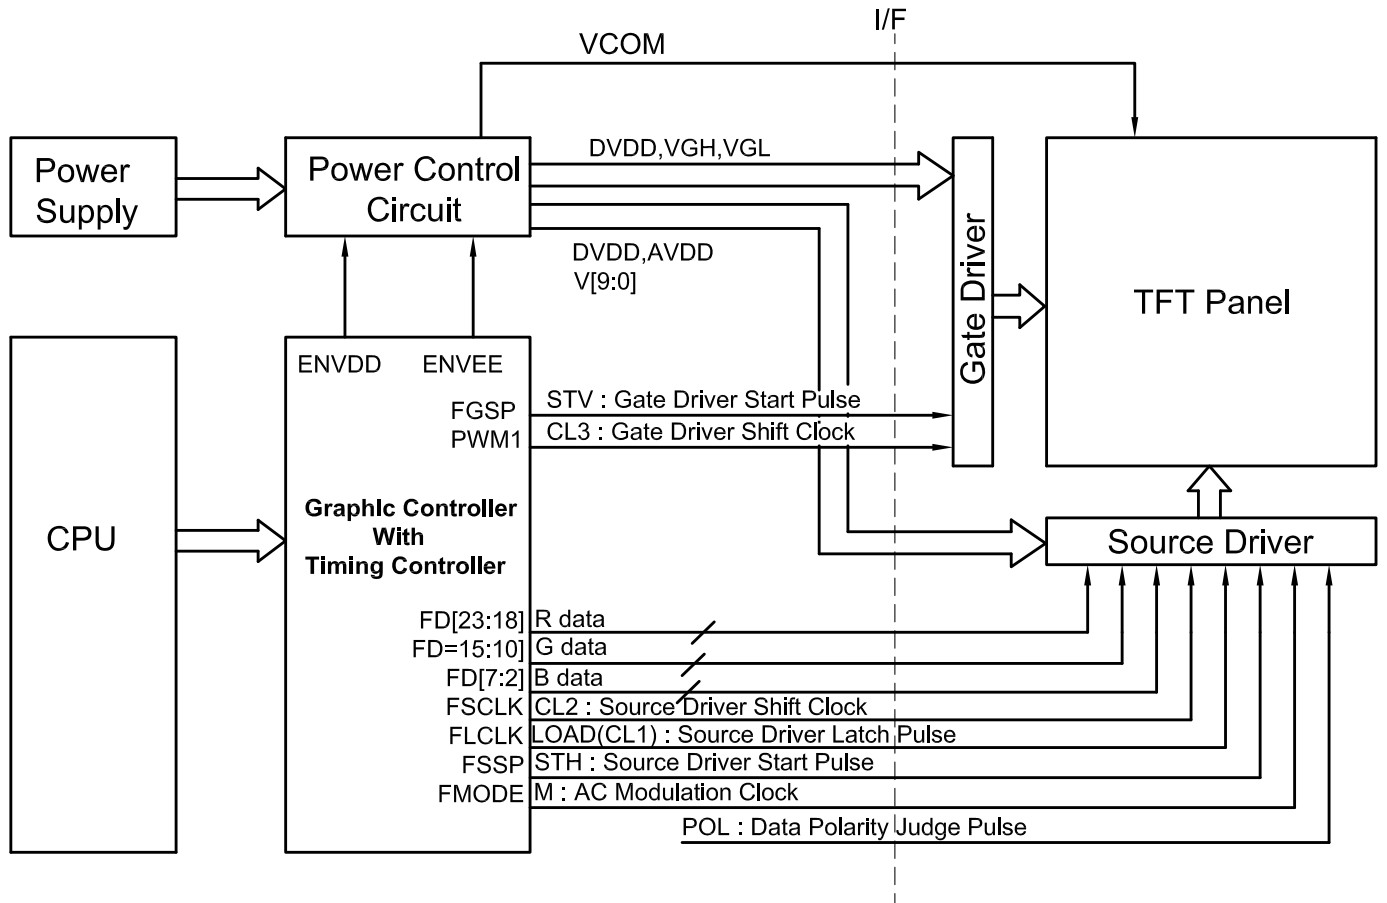 I/F
VCOM
Power
Supply
Power Control
Circuit
DVDD,VGH,VGL
DVDD,AVDD
V[9:0]
Gate Driver
TFT Panel
ENVDD
ENVEE
FGSP
STV : Gate Driver Start Pulse
PWM1
CL3 : Gate Driver Shift Clock
CPU
GraphIc Controller
With
TIming Controller
Source Driver
FD[23:18]
R data
FD=15:10]
G data
FD[7:2]
B data
FSCLK
CL2 : Source Driver Shift Clock
FLCLK
LOAD(CL1) : Source Driver Latch Pulse
FSSP
STH : Source Driver Start Pulse
FMODE
M : AC Modulation Clock
POL : Data Polarity Judge Pulse